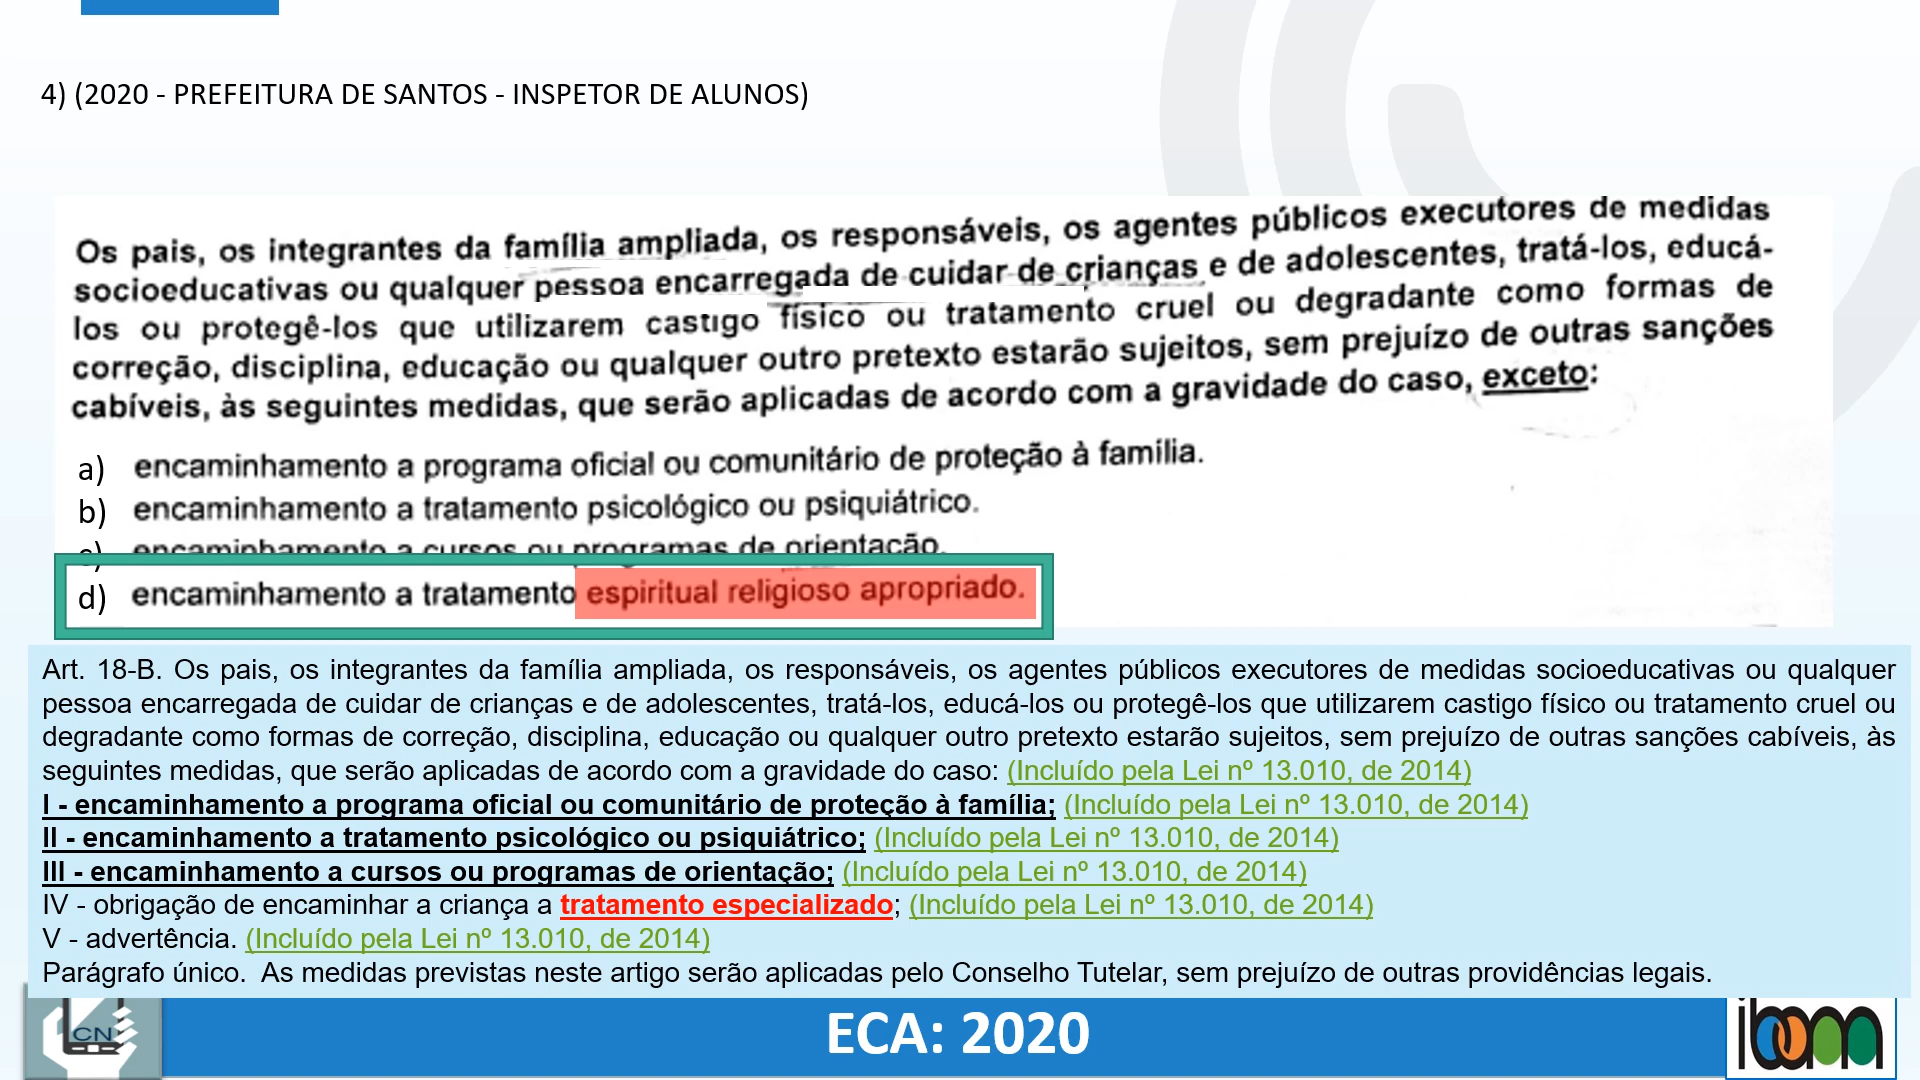 4) (2020 - PREFEITURA DE SANTOS - INSPETOR DE ALUNOS)
Os pais, os integrantes da família ampliada, os responsáveis, os agentes públicos executores de medidas
socioeducativas ou qualquer pessoa encarregada de cuidar de crianças e de adolescentes, tratá-los, educá-
los ou protegê-los que utilizarem castigo físico ou tratamento cruel ou degradante como formas de
correção, disciplina, educação ou qualquer outro pretexto estarão sujeitos, sem prejuízo de outras sanções
cabíveis, às seguintes medidas, que serão aplicadas de acordo com a gravidade do caso, exceto:
a) encaminhamento a programa oficial ou comunitário de proteção à família.
b) encaminhamento a tratamento psicológico ou psiquiátrico.
c) encaminhamento a cursos ou programas de orientação.
d) encaminhamento a tratamento espiritual religioso apropriado.
Art. 18-B. Os pais, os integrantes da família ampliada, os responsáveis, os agentes públicos executores de medidas socioeducativas ou qualquer
pessoa encarregada de cuidar de crianças e de adolescentes, tratá-los, educá-los ou protegê-los que utilizarem castigo físico ou tratamento cruel ou
degradante como formas de correção, disciplina, educação ou qualquer outro pretexto estarão sujeitos, sem prejuízo de outras sanções cabíveis, às
seguintes medidas, que serão aplicadas de acordo com a gravidade do caso: (Incluído pela Lei nº 13.010, de 2014)
I - encaminhamento a programa oficial ou comunitário de proteção à família; (Incluído pela Lei nº 13.010, de 2014)
II - encaminhamento a tratamento psicológico ou psiquiátrico; (Incluído pela Lei nº 13.010, de 2014)
III - encaminhamento a cursos ou programas de orientação; (Incluído pela Lei nº 13.010, de 2014)
IV - obrigação de encaminhar a criança a tratamento especializado; (Incluído pela Lei nº 13.010, de 2014)
V - advertência. (Incluído pela Lei nº 13.010, de 2014)
Parágrafo único. As medidas previstas neste artigo serão aplicadas pelo Conselho Tutelar, sem prejuízo de outras providências legais.
CN
ECA: 2020
ibam